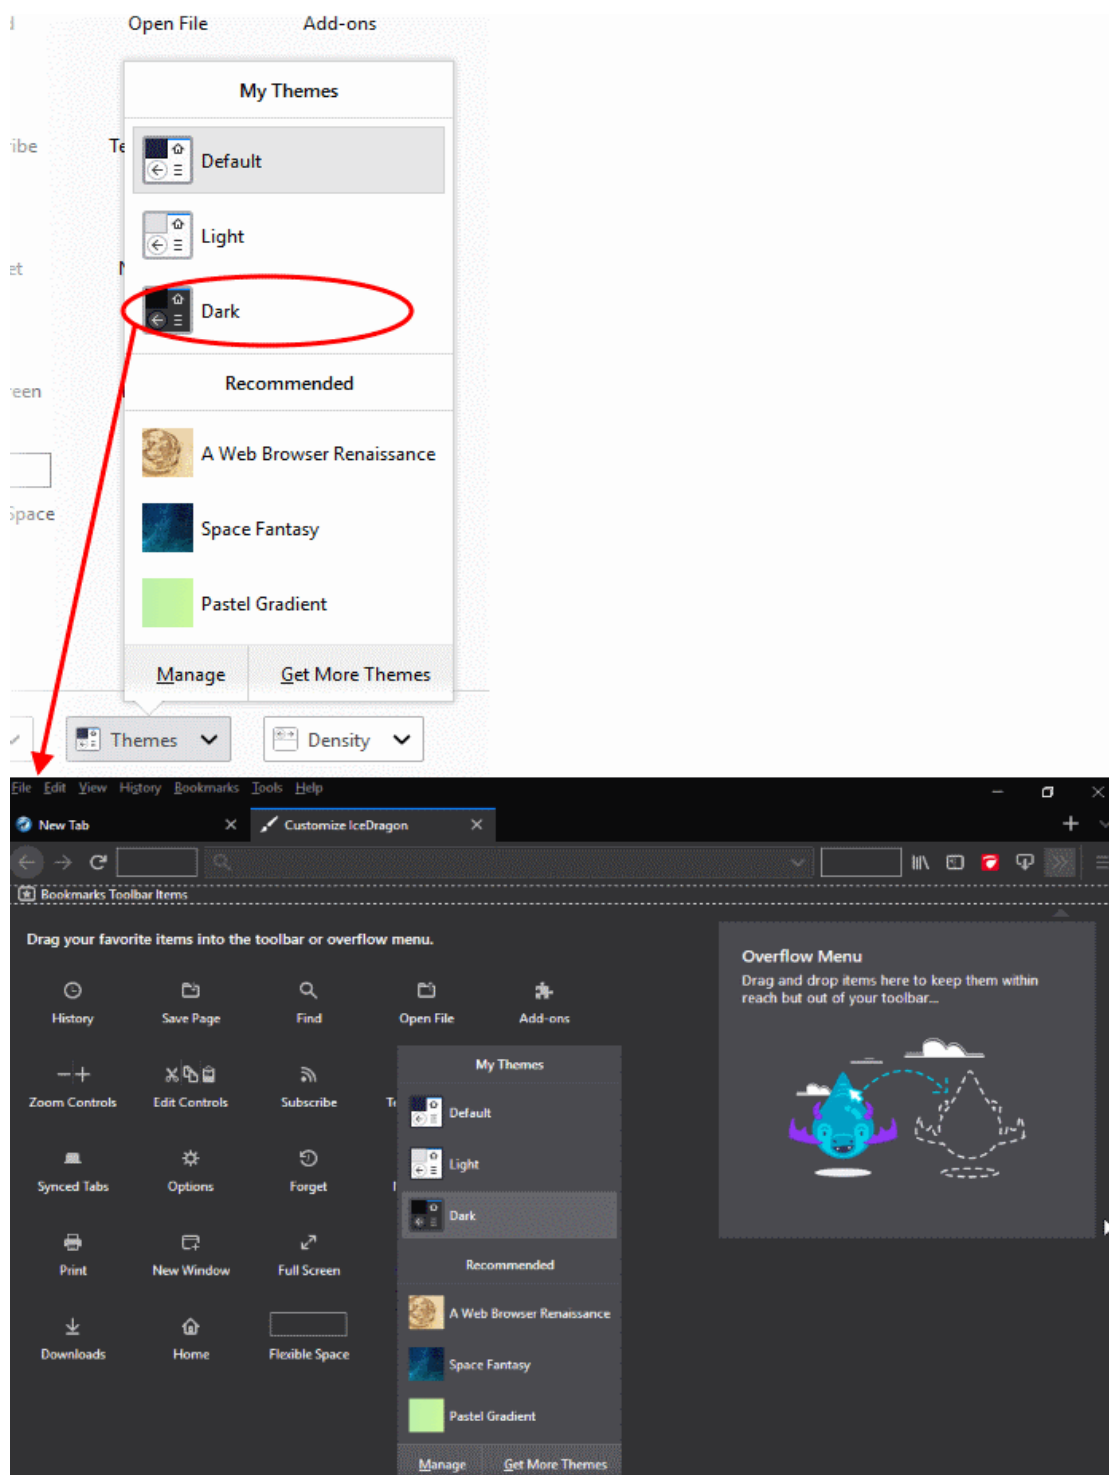 Open File Add-ons
My Themes
Default
Light
Dark
Recommended
A Web Browser Renaissance
Space Fantasy
Pastel Gradient
Manage Get More Themes
Space
Themes Density
File Edit View History Bookmarks Tools Help
New Tab Customize IceDragon
Bookmarks Toolbar Items
Drag your favorite items into the toolbar or overflow menu.
History Save Page Find Open File Add-ons
Zoom Controls Edit Controls Subscribe
Synced Tabs Options Forget
Print New Window Full Screen
Downloads Home Flexible Space
My Themes
Default
Light
Dark
Recommended
A Web Browser Renaissance
Space Fantasy
Pastel Gradient
Manage Get More Themes
Overflow Menu
Drag and drop items here to keep them within
reach but out of your toolbar...